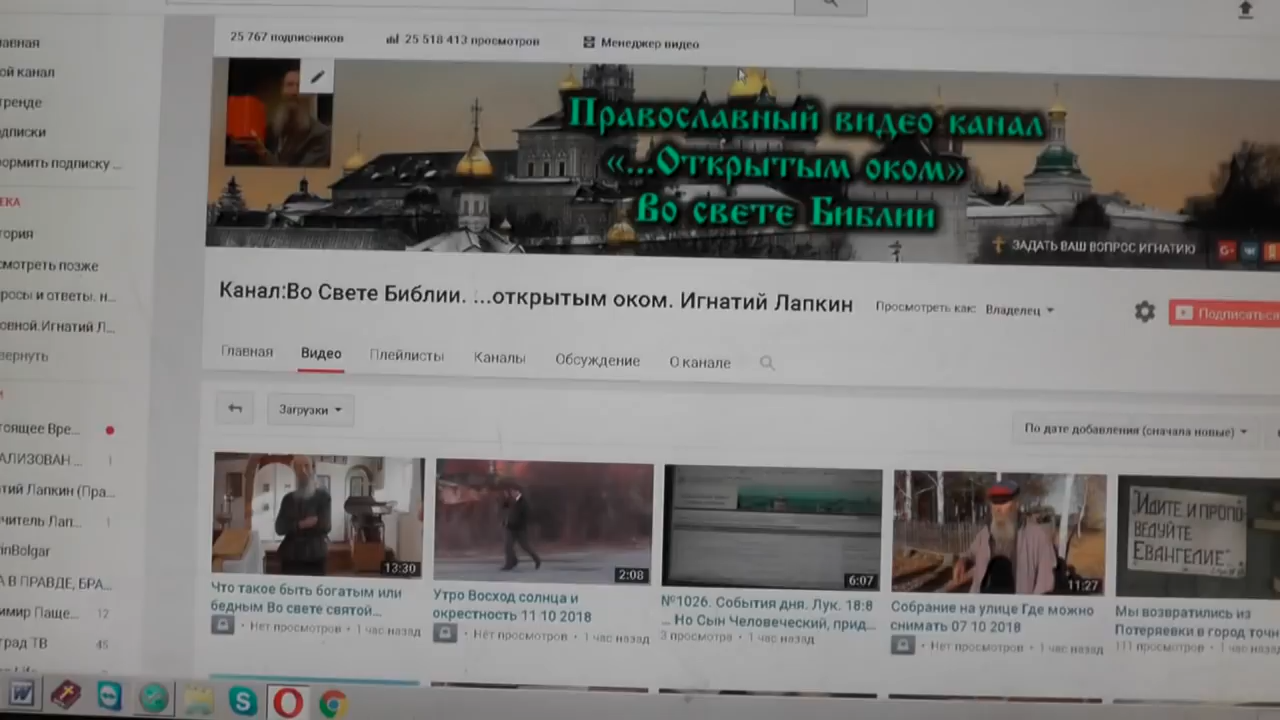 25 767 подписчиков 25 518 413 просмотров Менеджер видео
Православный видео канал
«...Открытым оком»
Во свете Библии
ЗАДАТЬ ВАШ ВОПРОС ИГНАТИЮ
Канал:Во Свете Библии. ...открытым оком. Игнатий Лапкин Просмотреть как: Владелец
Подписаться
Главная Видео Плейлисты Каналы Обсуждение О канале
Загрузки По дате добавления (сначала новые)
авная
ой канал
тренде
дписки
ормить подписку ...
ЕКА
тория
смотреть позже
росы и ответы. н...
овной.Игнатий Л...
вернуть
тоящее Вре...
АЛИЗОВАН ... 1
тий Лапкин (Пра...
читель Лап... 1
inBolgar
А В ПРАВДЕ, БРА...
имир Паще... 12
град ТВ 45
13:30
Что такое быть богатым или
бедным Во свете святой...
Нет просмотров • 1 час назад
2:08
Утро Восход солнца и
окрестность 11 10 2018
Нет просмотров • 1 час назад
6:07
№1026. События дня. Лук. 18:8
... Но Сын Человеческий, прид...
3 просмотра • 1 час назад
11:27
Собрание на улице Где можно
снимать 07 10 2018
Нет просмотров • 1 час назад
"ИДИТЕ И ПРОПО-
ВЕДУЙТЕ
ЕВАНГЕЛИЕ"
Мы возвратились из
Потеряевки в город точн
111 просмотров • 1 час назад